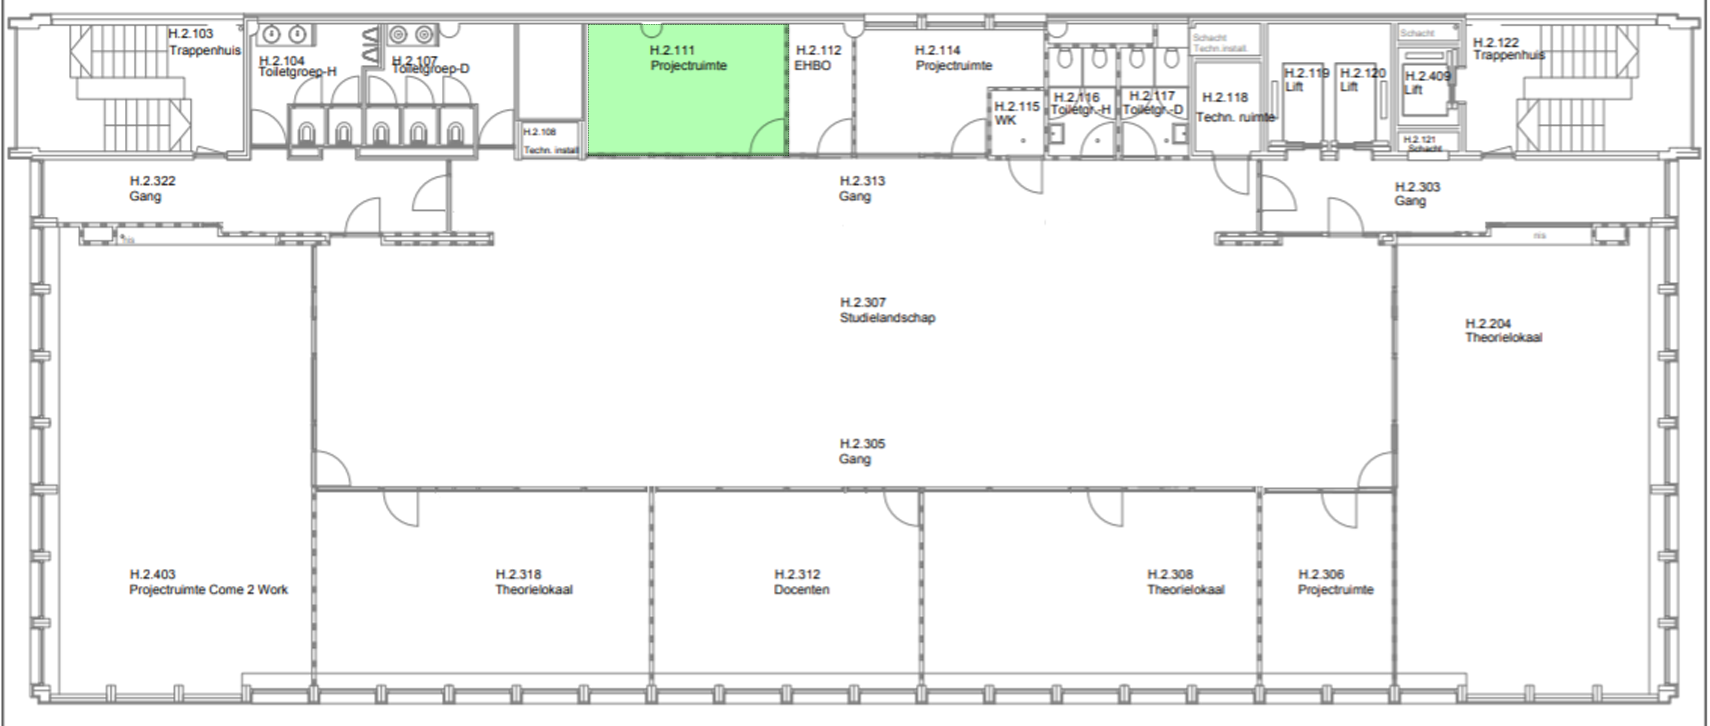 H.2.103
Trappenhuis
H.2.104
Toiletgroep-H
H.2.107
Toiletgroep-D
H.2.108
Techn. install
H.2.111
Projectruimte
H.2.112
EHBO
H.2.114
Projectruimte
H.2.115
WK
H.2.116
Toiletgr.-H
H.2.117
Toiletgr.-D
Schacht
Techn.install.
H.2.118
Techn. ruimte
H.2.119
Lift
H.2.120
Lift
Schacht
H.2.409
Lift
H.2.121
Schacht
H.2.122
Trappenhuis
H.2.322
Gang
H.2.313
Gang
H.2.303
Gang
nis
nis
H.2.307
Studielandschap
H.2.204
Theorielokaal
H.2.305
Gang
H.2.403
Projectruimte Come 2 Work
H.2.318
Theorielokaal
H.2.312
Docenten
H.2.308
Theorielokaal
H.2.306
Projectruimte